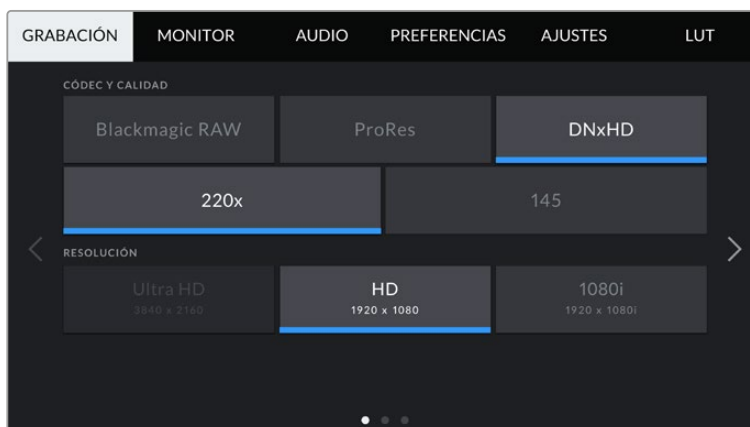 GRABACIÓN MONITOR AUDIO PREFERENCIAS AJUSTES LUT
CÓDEC Y CALIDAD
Blackmagic RAW ProRes DNxHD
220x 145
RESOLUCIÓN
Ultra HD HD 1080i
3840 x 2160 1920 x 1080 1920 x 1080i